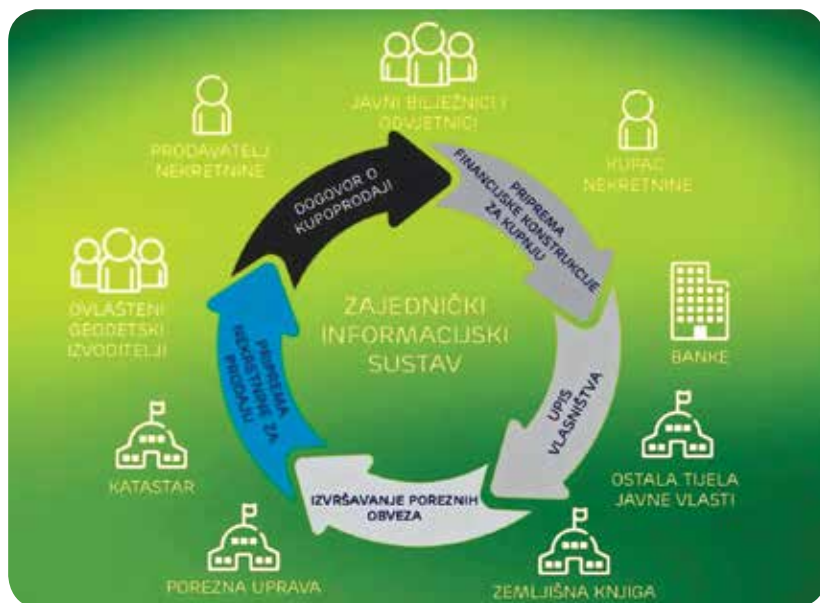 JAVNI BILJEŽNICI I
ODVJETNICI
PRODAVATELJ
NEKRETNINE
KUPAC
NEKRETNINE
DOGOVOR O
KUPOPRODAJI
PRIPREMA
FINANCIJSKE KONSTRUKCIJE
ZA KUPNJU
OVLAŠTENI
GEODETSKI
IZVODITELJI
ZAJEDNIČKI
INFORMACIJSKI
SUSTAV
BANKE
PRIPREMA
NEKRETNINE ZA
PRODAJU
UPIS
VLASNIŠTVA
KATASTAR
OSTALA TIJELA
JAVNE VLASTI
IZVRŠAVANJE POREZNIH
OBVEZA
POREZNA UPRAVA
ZEMLJIŠNA KNJIGA